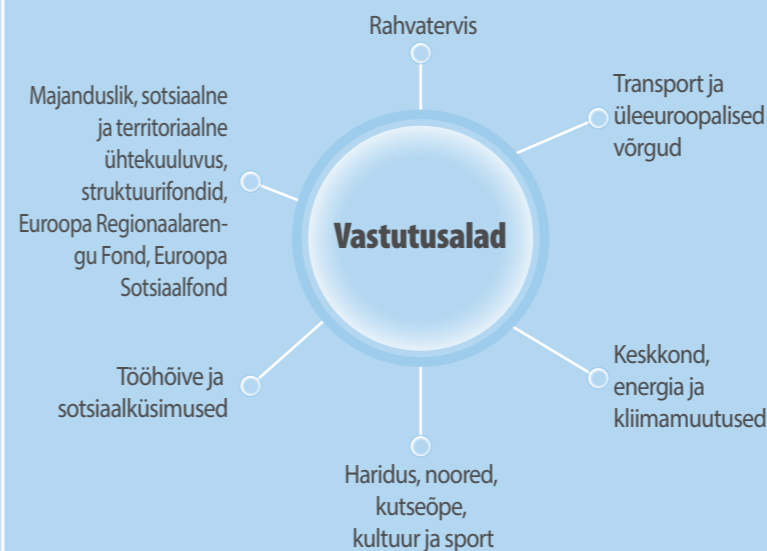 Rahvatervis
Transport ja
üleeuroopalised
võrgud
Majanduslik, sotsiaalne
ja territoriaalne
ühtekuuluvus,
struktuurifondid,
Euroopa Regionaalaren-
gu Fond, Euroopa
Sotsiaalfond
Vastutusalad
Tööhõive ja
sotsiaalküsimused
Keskkond,
energia ja
kliimamuutused
Haridus, noored,
kutseõpe,
kultuur ja sport